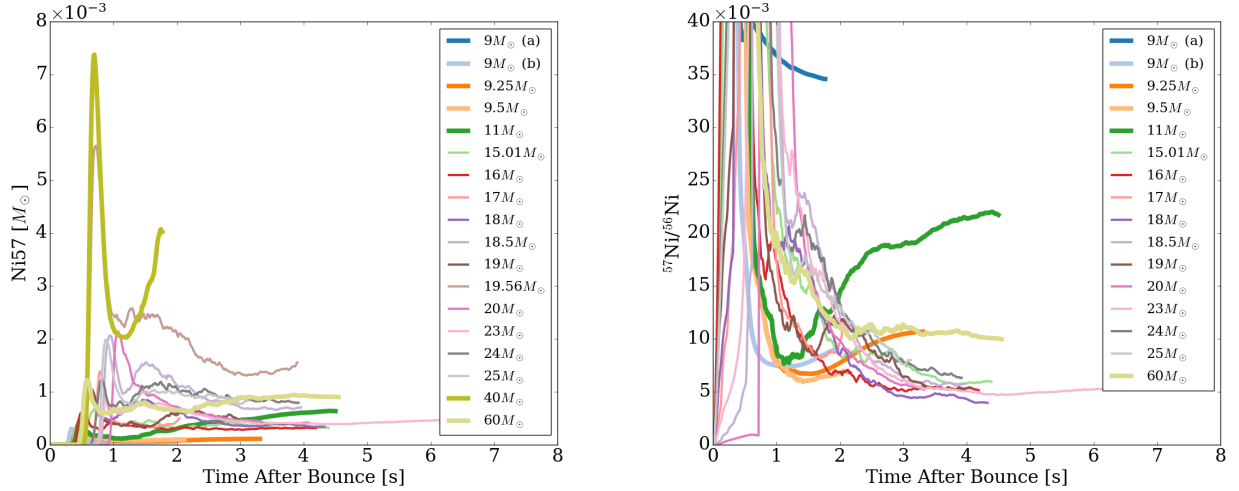 ×10⁻³
8
7
6
5
4
3
2
1
0
Ni57 [M⊙]
0 1 2 3 4 5 6 7 8
Time After Bounce [s]
9M⊙ (a)
9M⊙ (b)
9.25M⊙
9.5M⊙
11M⊙
15.01M⊙
16M⊙
17M⊙
18M⊙
18.5M⊙
19M⊙
19.56M⊙
20M⊙
23M⊙
24M⊙
25M⊙
40M⊙
60M⊙
40 ×10⁻³
35
30
25
20
15
10
5
0
⁵⁷Ni/⁵⁶Ni
0 1 2 3 4 5 6 7 8
Time After Bounce [s]
9M⊙ (a)
9M⊙ (b)
9.25M⊙
9.5M⊙
11M⊙
15.01M⊙
16M⊙
17M⊙
18M⊙
18.5M⊙
19M⊙
20M⊙
23M⊙
24M⊙
25M⊙
60M⊙